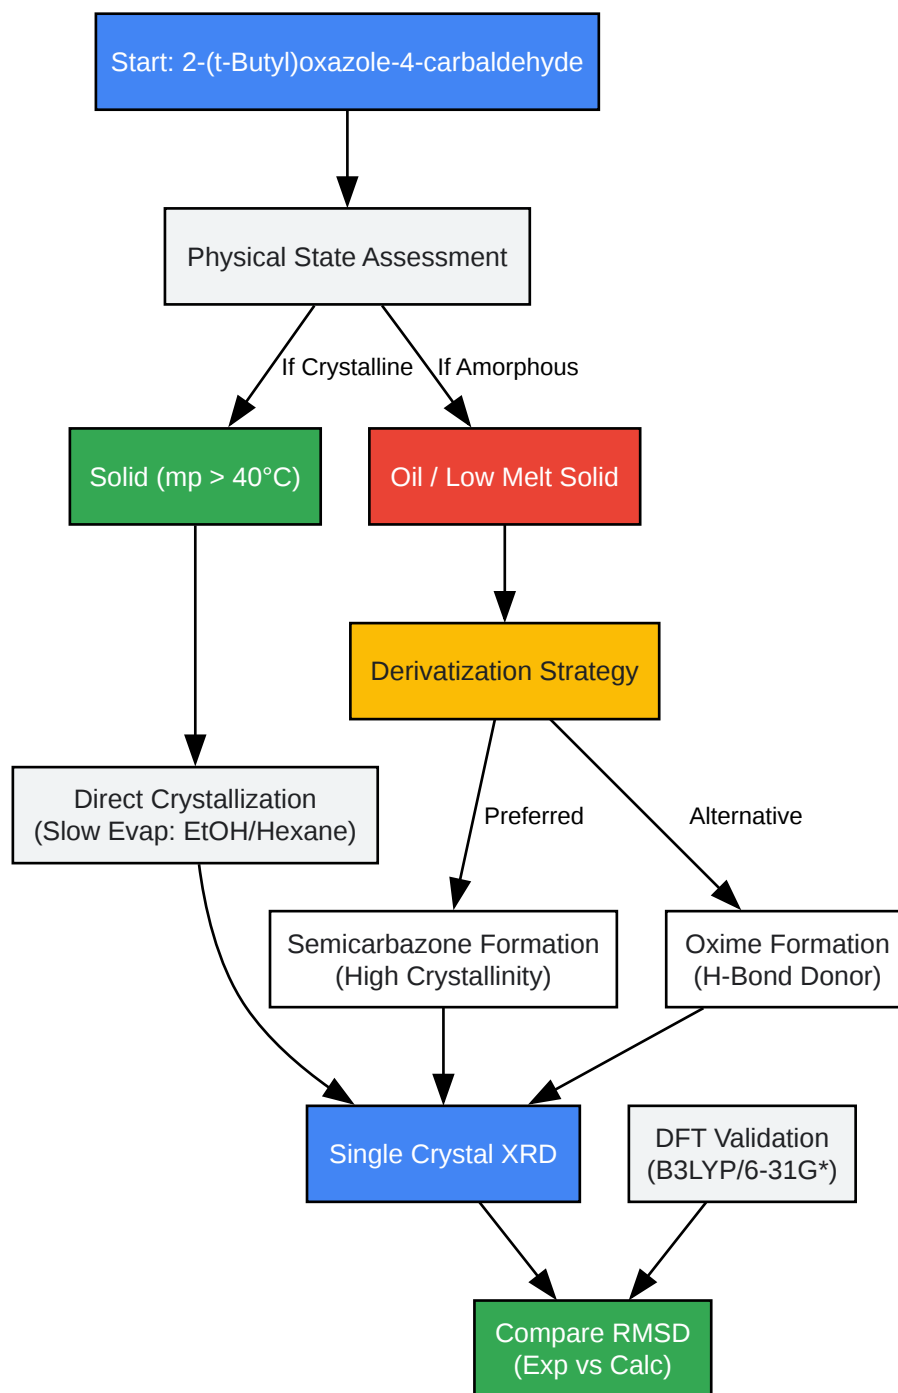 Start: 2-(t-Butyl)oxazole-4-carbaldehyde
Physical State Assessment
If Crystalline
If Amorphous
Solid (mp > 40°C)
Oil / Low Melt Solid
Derivatization Strategy
Direct Crystallization
(Slow Evap: EtOH/Hexane)
Preferred
Alternative
Semicarbazone Formation
(High Crystallinity)
Oxime Formation
(H-Bond Donor)
Single Crystal XRD
DFT Validation
(B3LYP/6-31G*)
Compare RMSD
(Exp vs Calc)